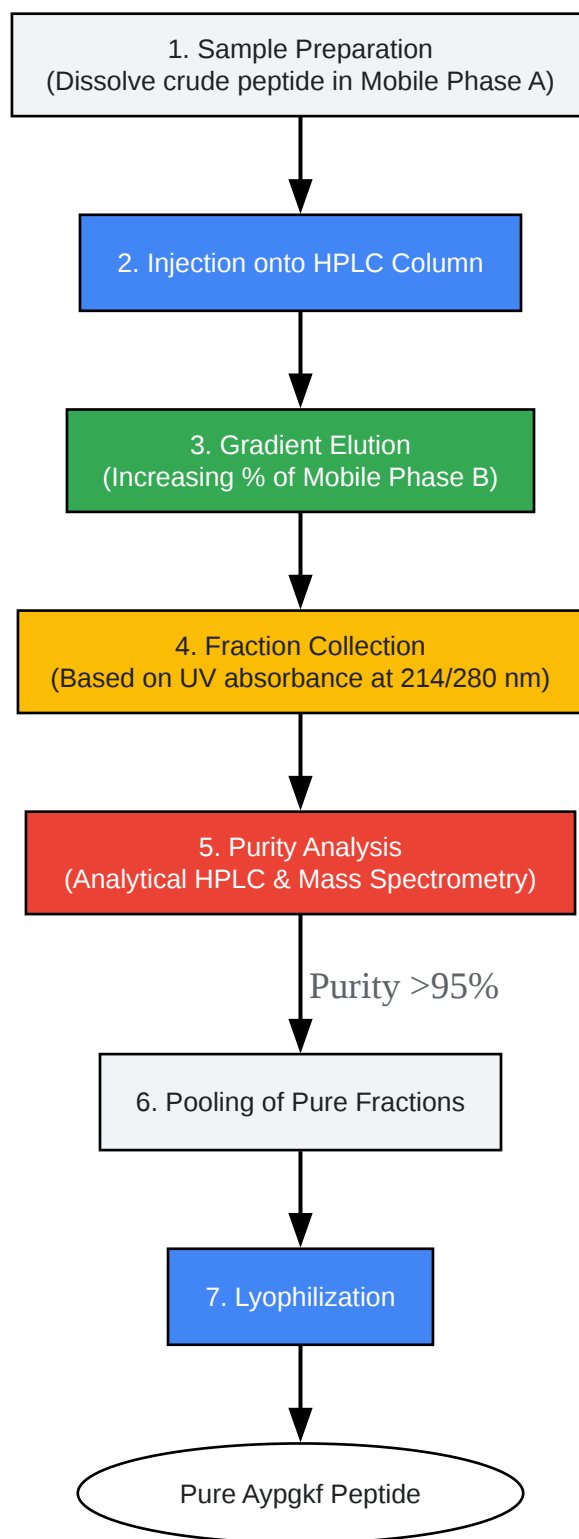 1. Sample Preparation
(Dissolve crude peptide in Mobile Phase A)
2. Injection onto HPLC Column
3. Gradient Elution
(Increasing % of Mobile Phase B)
4. Fraction Collection
(Based on UV absorbance at 214/280 nm)
5. Purity Analysis
(Analytical HPLC & Mass Spectrometry)
Purity >95%
6. Pooling of Pure Fractions
7. Lyophilization
Pure Aypgkf Peptide